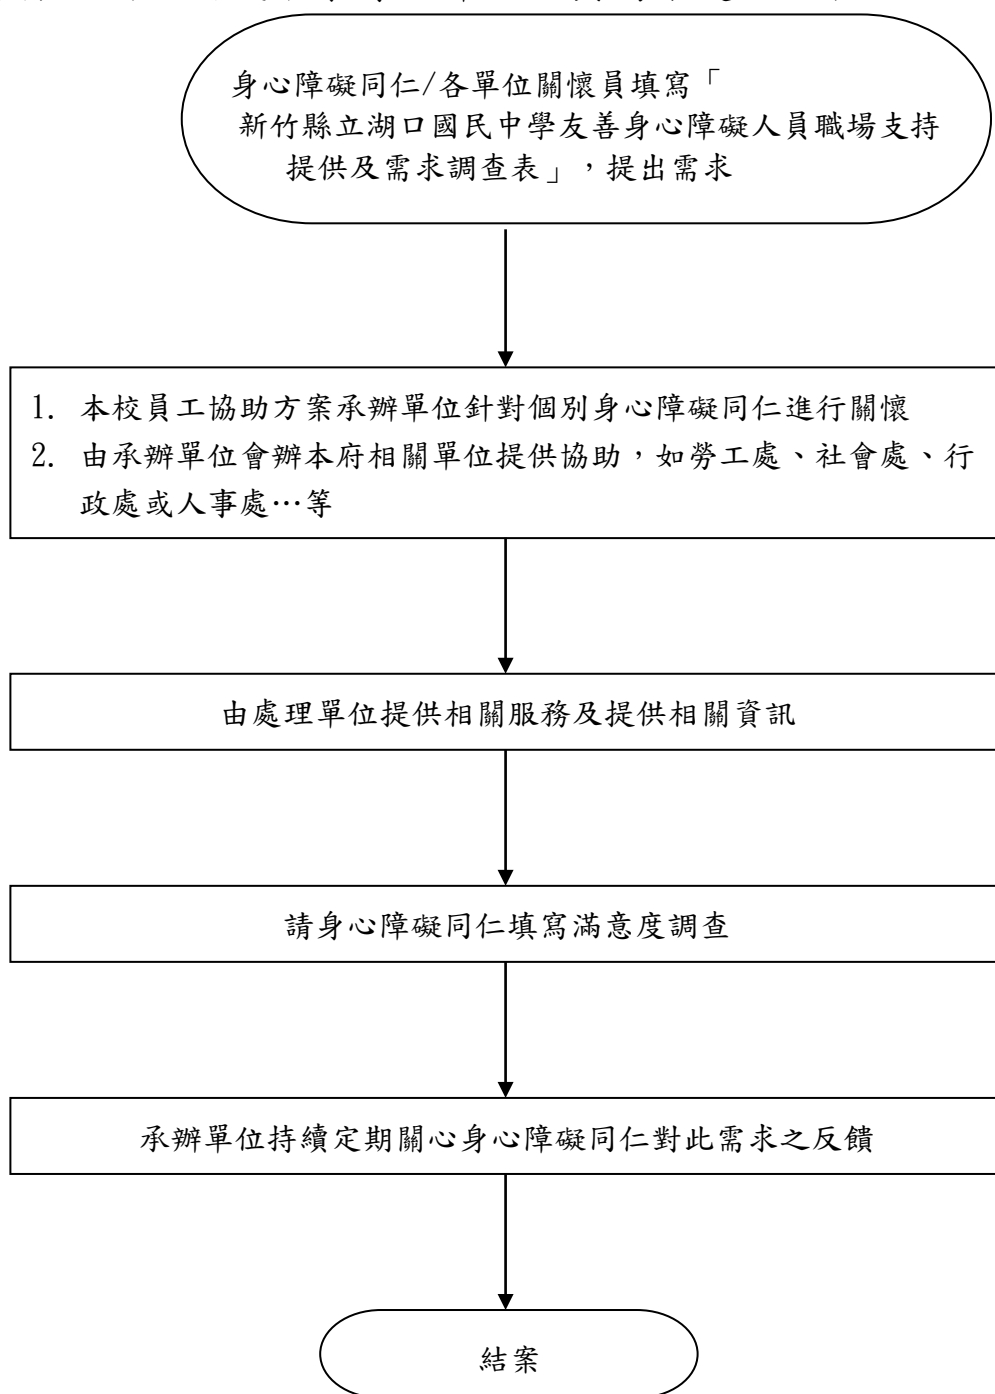 身心障礙同仁/各單位關懷員填寫「
新竹縣立湖口國民中學友善身心障礙人員職場支持
提供及需求調查表」，提出需求
1. 本校員工協助方案承辦單位針對個別身心障礙同仁進行關懷
2. 由承辦單位會辦本府相關單位提供協助，如勞工處、社會處、行
政處或人事處…等
由處理單位提供相關服務及提供相關資訊
請身心障礙同仁填寫滿意度調查
承辦單位持續定期關心身心障礙同仁對此需求之反饋
結案